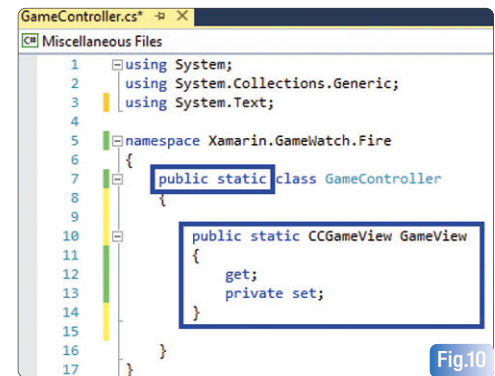 GameController.cs*
C# Miscellaneous Files
1 using System;
2 using System.Collections.Generic;
3 using System.Text;
4
5 namespace Xamarin.GameWatch.Fire
6 {
7 public static class GameController
8 {
9
10 public static CCGameView GameView
11 {
12 get;
13 private set;
14 }
15
16 }
17 }
Fig.10